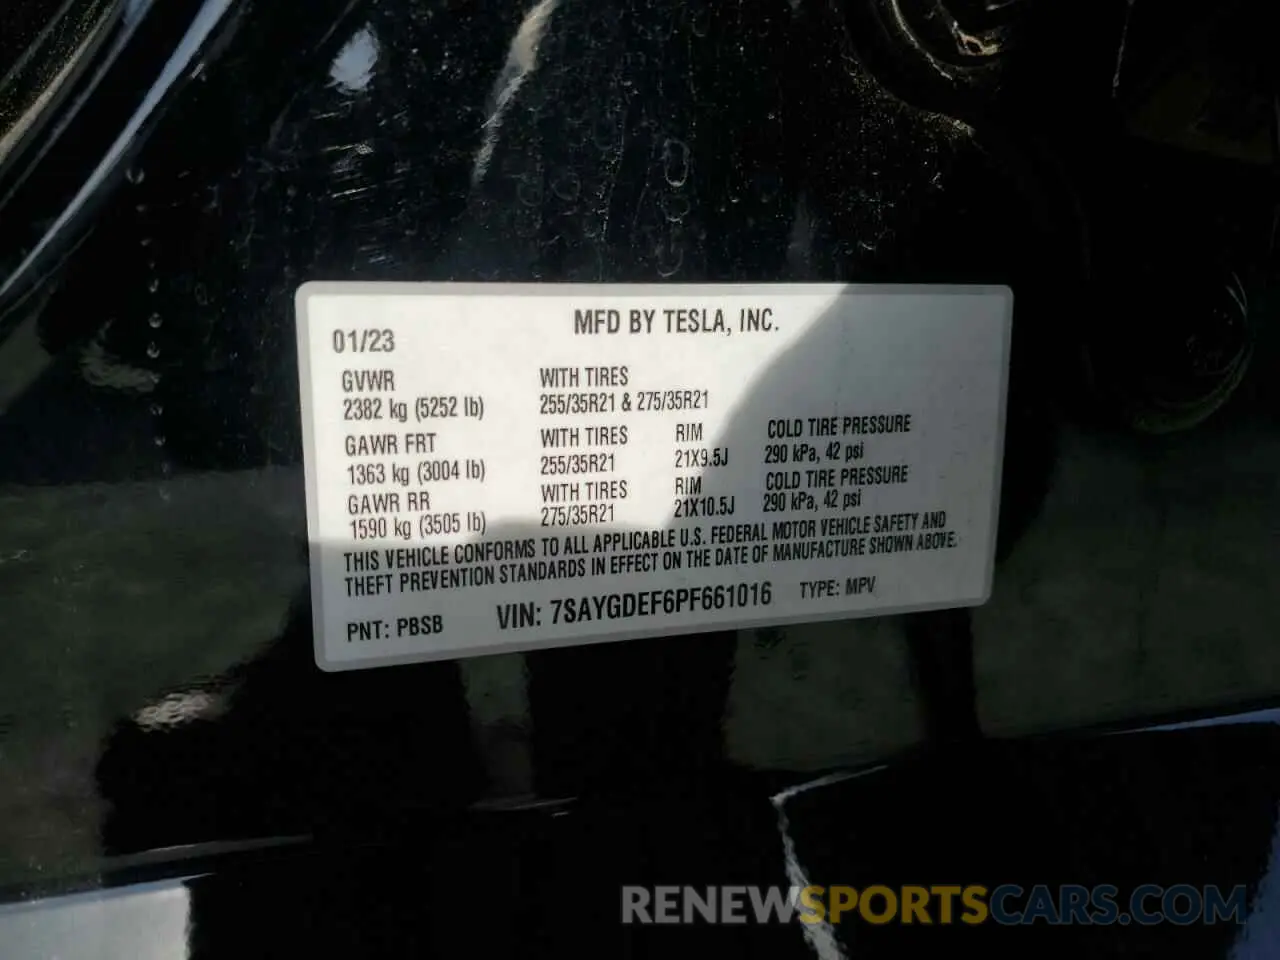 MFD BY TESLA, INC.
01/23
GVWR WITH TIRES
2382 kg (5252 lb) 255/35R21 & 275/35R21
GAWR FRT WITH TIRES RIM COLD TIRE PRESSURE
1363 kg (3004 lb) 255/35R21 21X9.5J 290 kPa, 42 psi
GAWR RR WITH TIRES RIM COLD TIRE PRESSURE
1590 kg (3505 lb) 275/35R21 21X10.5J 290 kPa, 42 psi
THIS VEHICLE CONFORMS TO ALL APPLICABLE U.S. FEDERAL MOTOR VEHICLE SAFETY AND
THEFT PREVENTION STANDARDS IN EFFECT ON THE DATE OF MANUFACTURE SHOWN ABOVE.
PNT: PBSB VIN: 7SAYGDEF6PF661016 TYPE: MPV
RENEWSPORTSCARS.COM